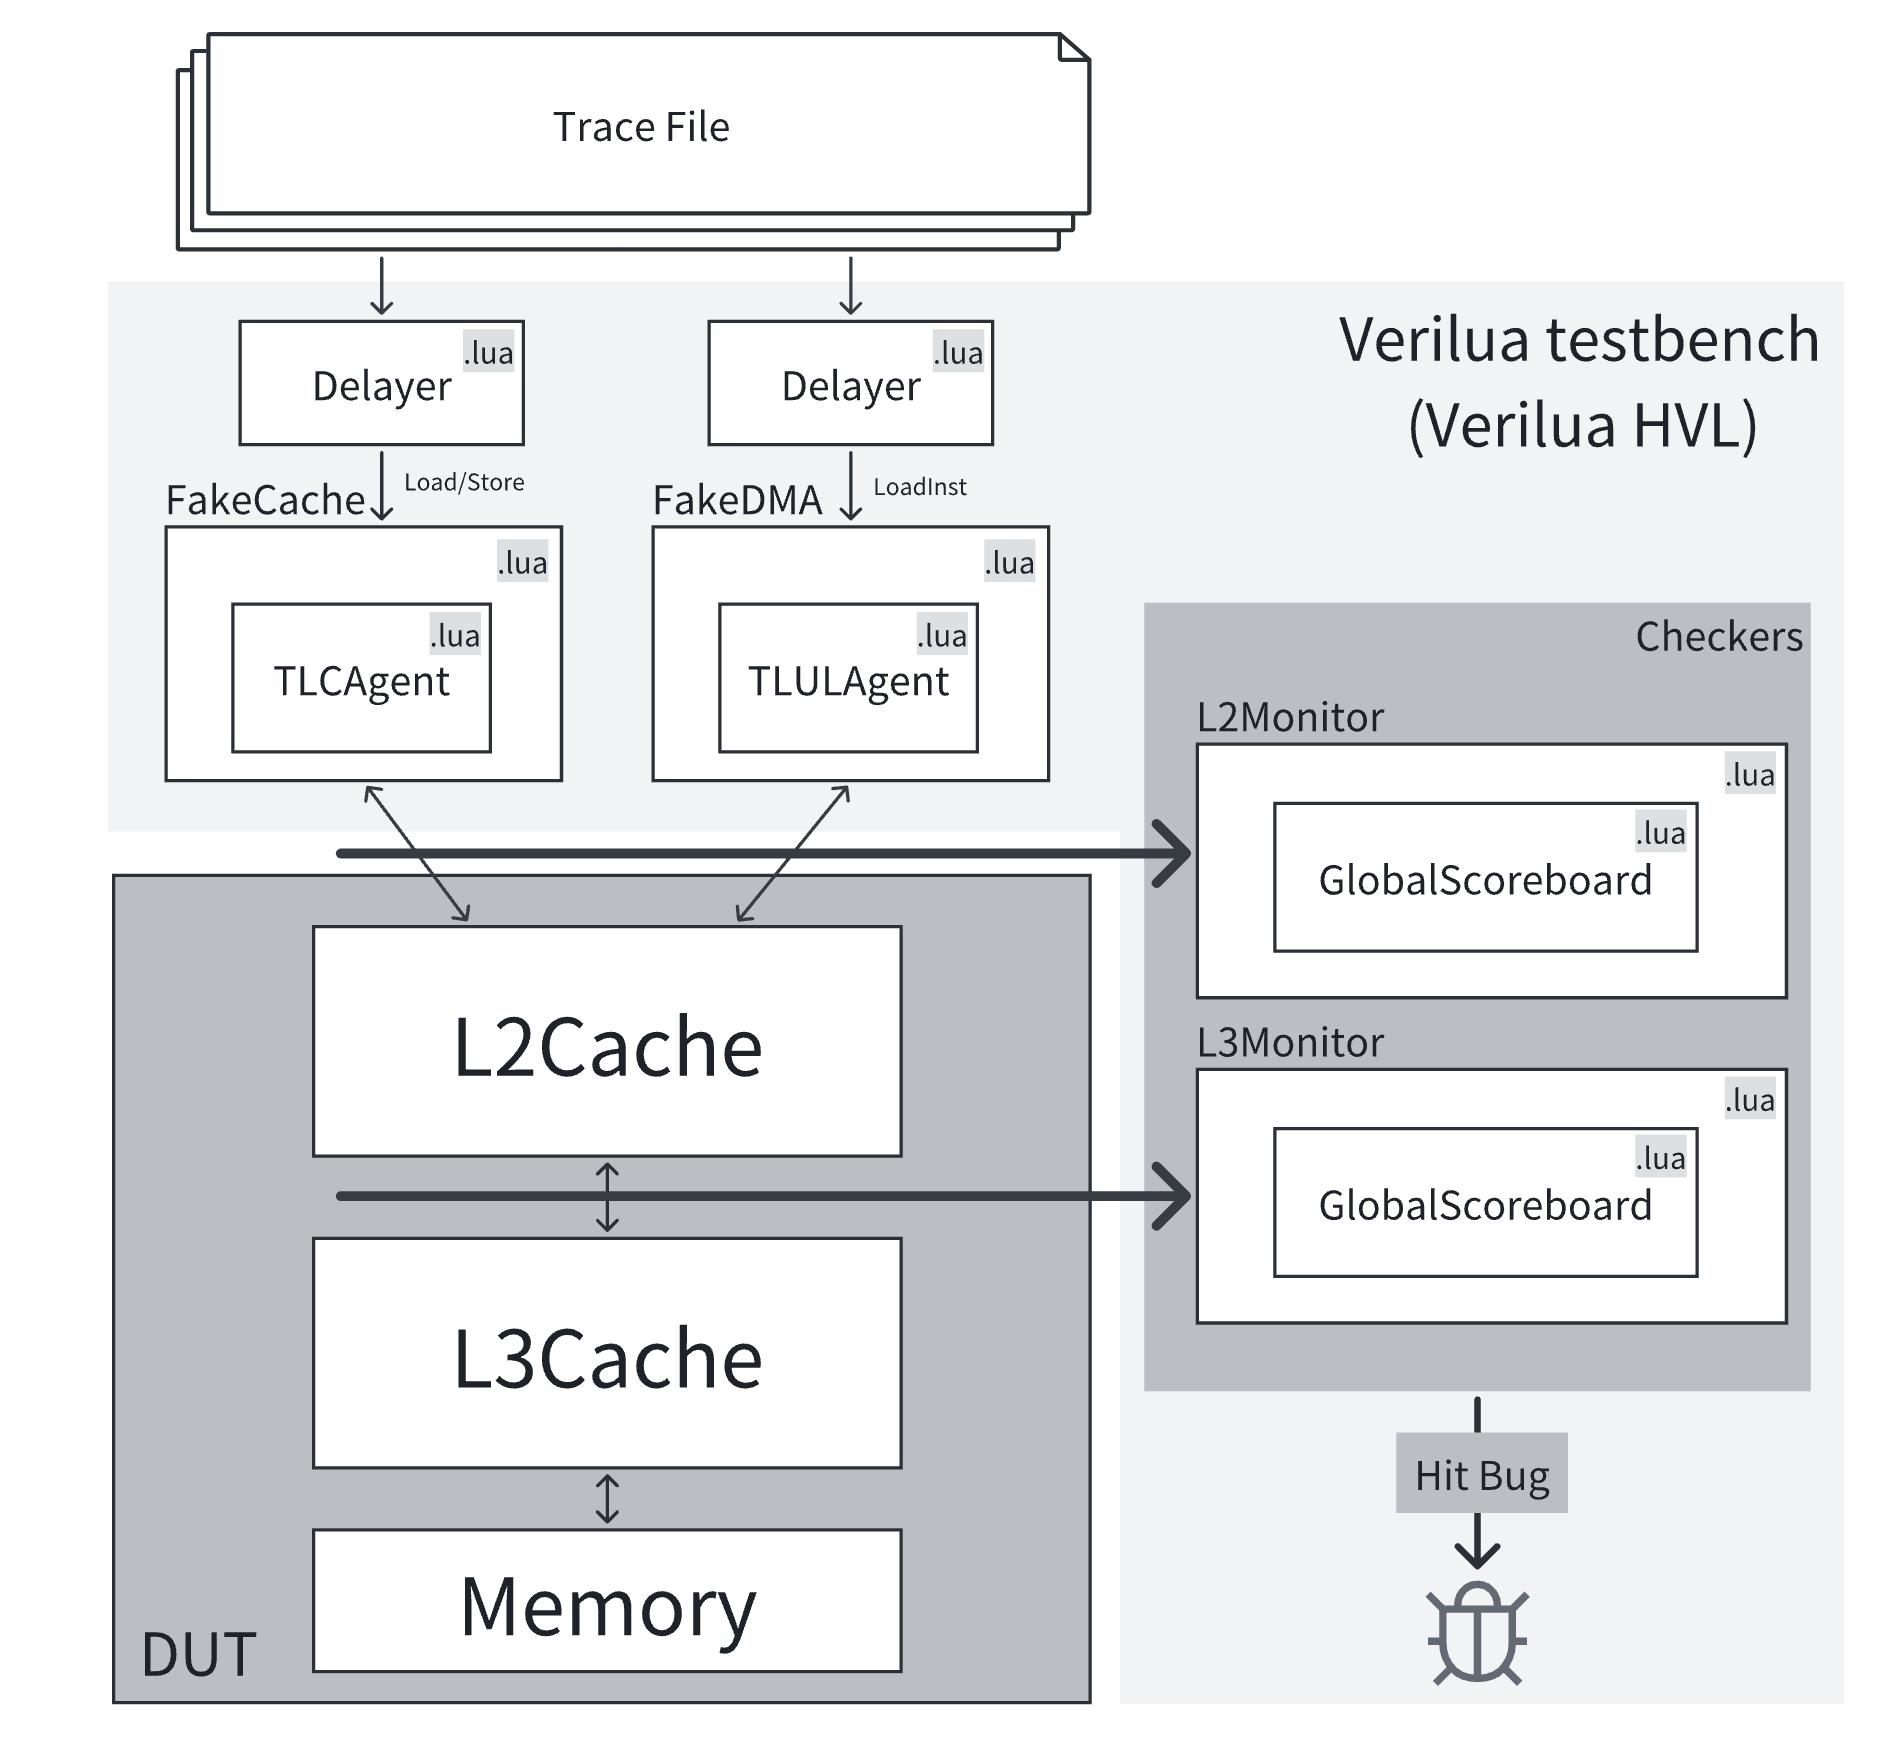 Trace File
.lua
Delayer
.lua
Delayer
Verilua testbench
(Verilua HVL)
Load/Store
LoadInst
FakeCache
FakeDMA
.lua
.lua
.lua
TLCAgent
.lua
TLULAgent
Checkers
L2Monitor
.lua
.lua
GlobalScoreboard
L2Cache
L3Monitor
.lua
.lua
GlobalScoreboard
L3Cache
Hit Bug
Memory
DUT